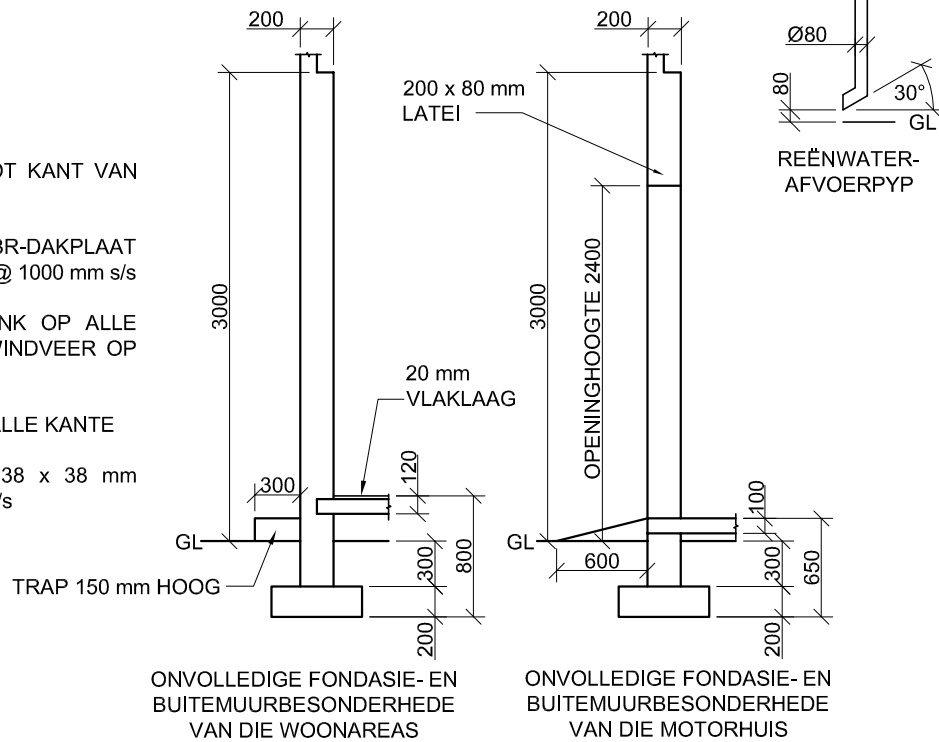 OT KANT VAN
BR-DAKPLAAT
@ 1000 mm s/s
NK OP ALLE
WINDVEER OP
ALLE KANTE
38 x 38 mm
/s
200
3000
300
GL
TRAP 150 mm HOOG
20 mm
VLAKLAAG
120
800
300
200
ONVOLLEDIGE FONDASIE- EN
BUITEMUURBESONDERHEDE
VAN DIE WOONAREAS
200
200 x 80 mm
LATEI
3000
OPENINGHOOGTE 2400
GL
600
100
300
650
200
ONVOLLEDIGE FONDASIE- EN
BUITEMUURBESONDERHEDE
VAN DIE MOTORHUIS
Ø80
80
30°
GL
REËNWATER-
AFVOERPYP